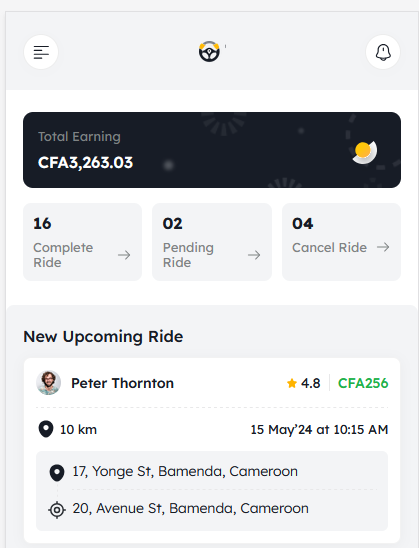 Total Earning
CFA3,263.03
16
Complete
Ride
02
Pending
Ride
04
Cancel Ride
New Upcoming Ride
Peter Thornton
4.8
CFA256
10 km
15 May’24 at 10:15 AM
17, Yonge St, Bamenda, Cameroon
20, Avenue St, Bamenda, Cameroon